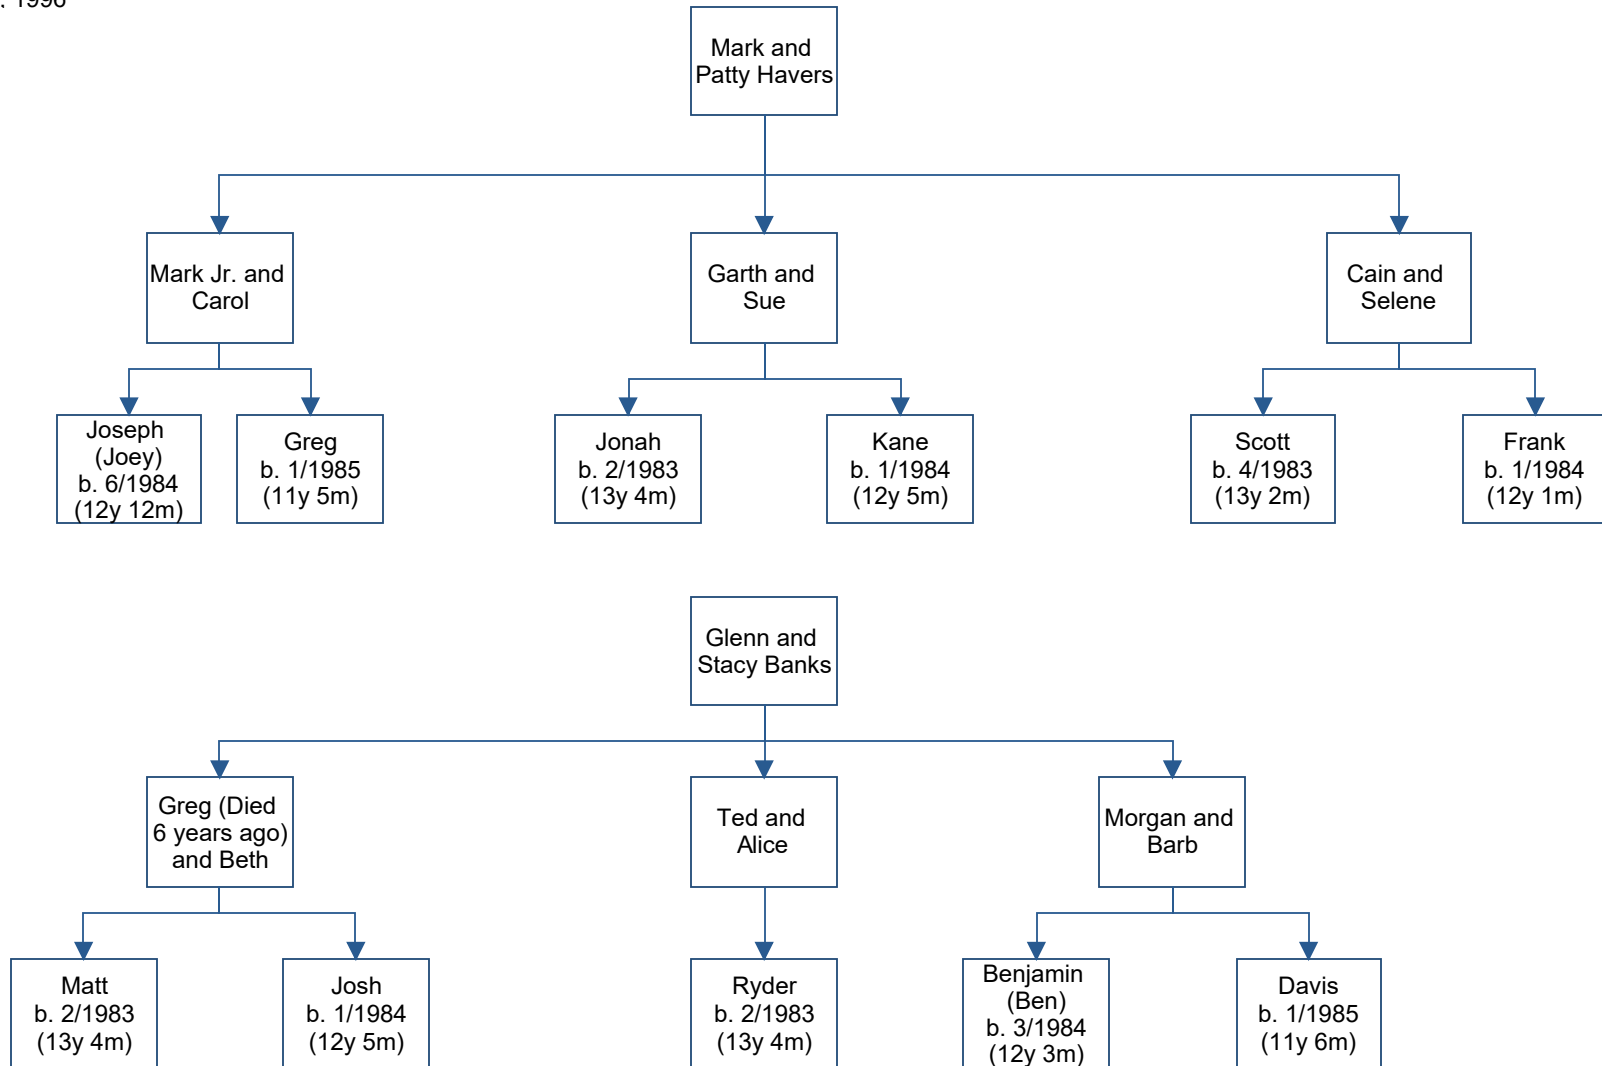 , 1996
Mark and
Patty Havers
Mark Jr. and
Carol
Garth and
Sue
Cain and
Selene
Joseph
(Joey)
b. 6/1984
(12y 12m)
Greg
b. 1/1985
(11y 5m)
Jonah
b. 2/1983
(13y 4m)
Kane
b. 1/1984
(12y 5m)
Scott
b. 4/1983
(13y 2m)
Frank
b. 1/1984
(12y 1m)
Glenn and
Stacy Banks
Greg (Died
6 years ago)
and Beth
Ted and
Alice
Morgan and
Barb
Matt
b. 2/1983
(13y 4m)
Josh
b. 1/1984
(12y 5m)
Ryder
b. 2/1983
(13y 4m)
Benjamin
(Ben)
b. 3/1984
(12y 3m)
Davis
b. 1/1985
(11y 6m)